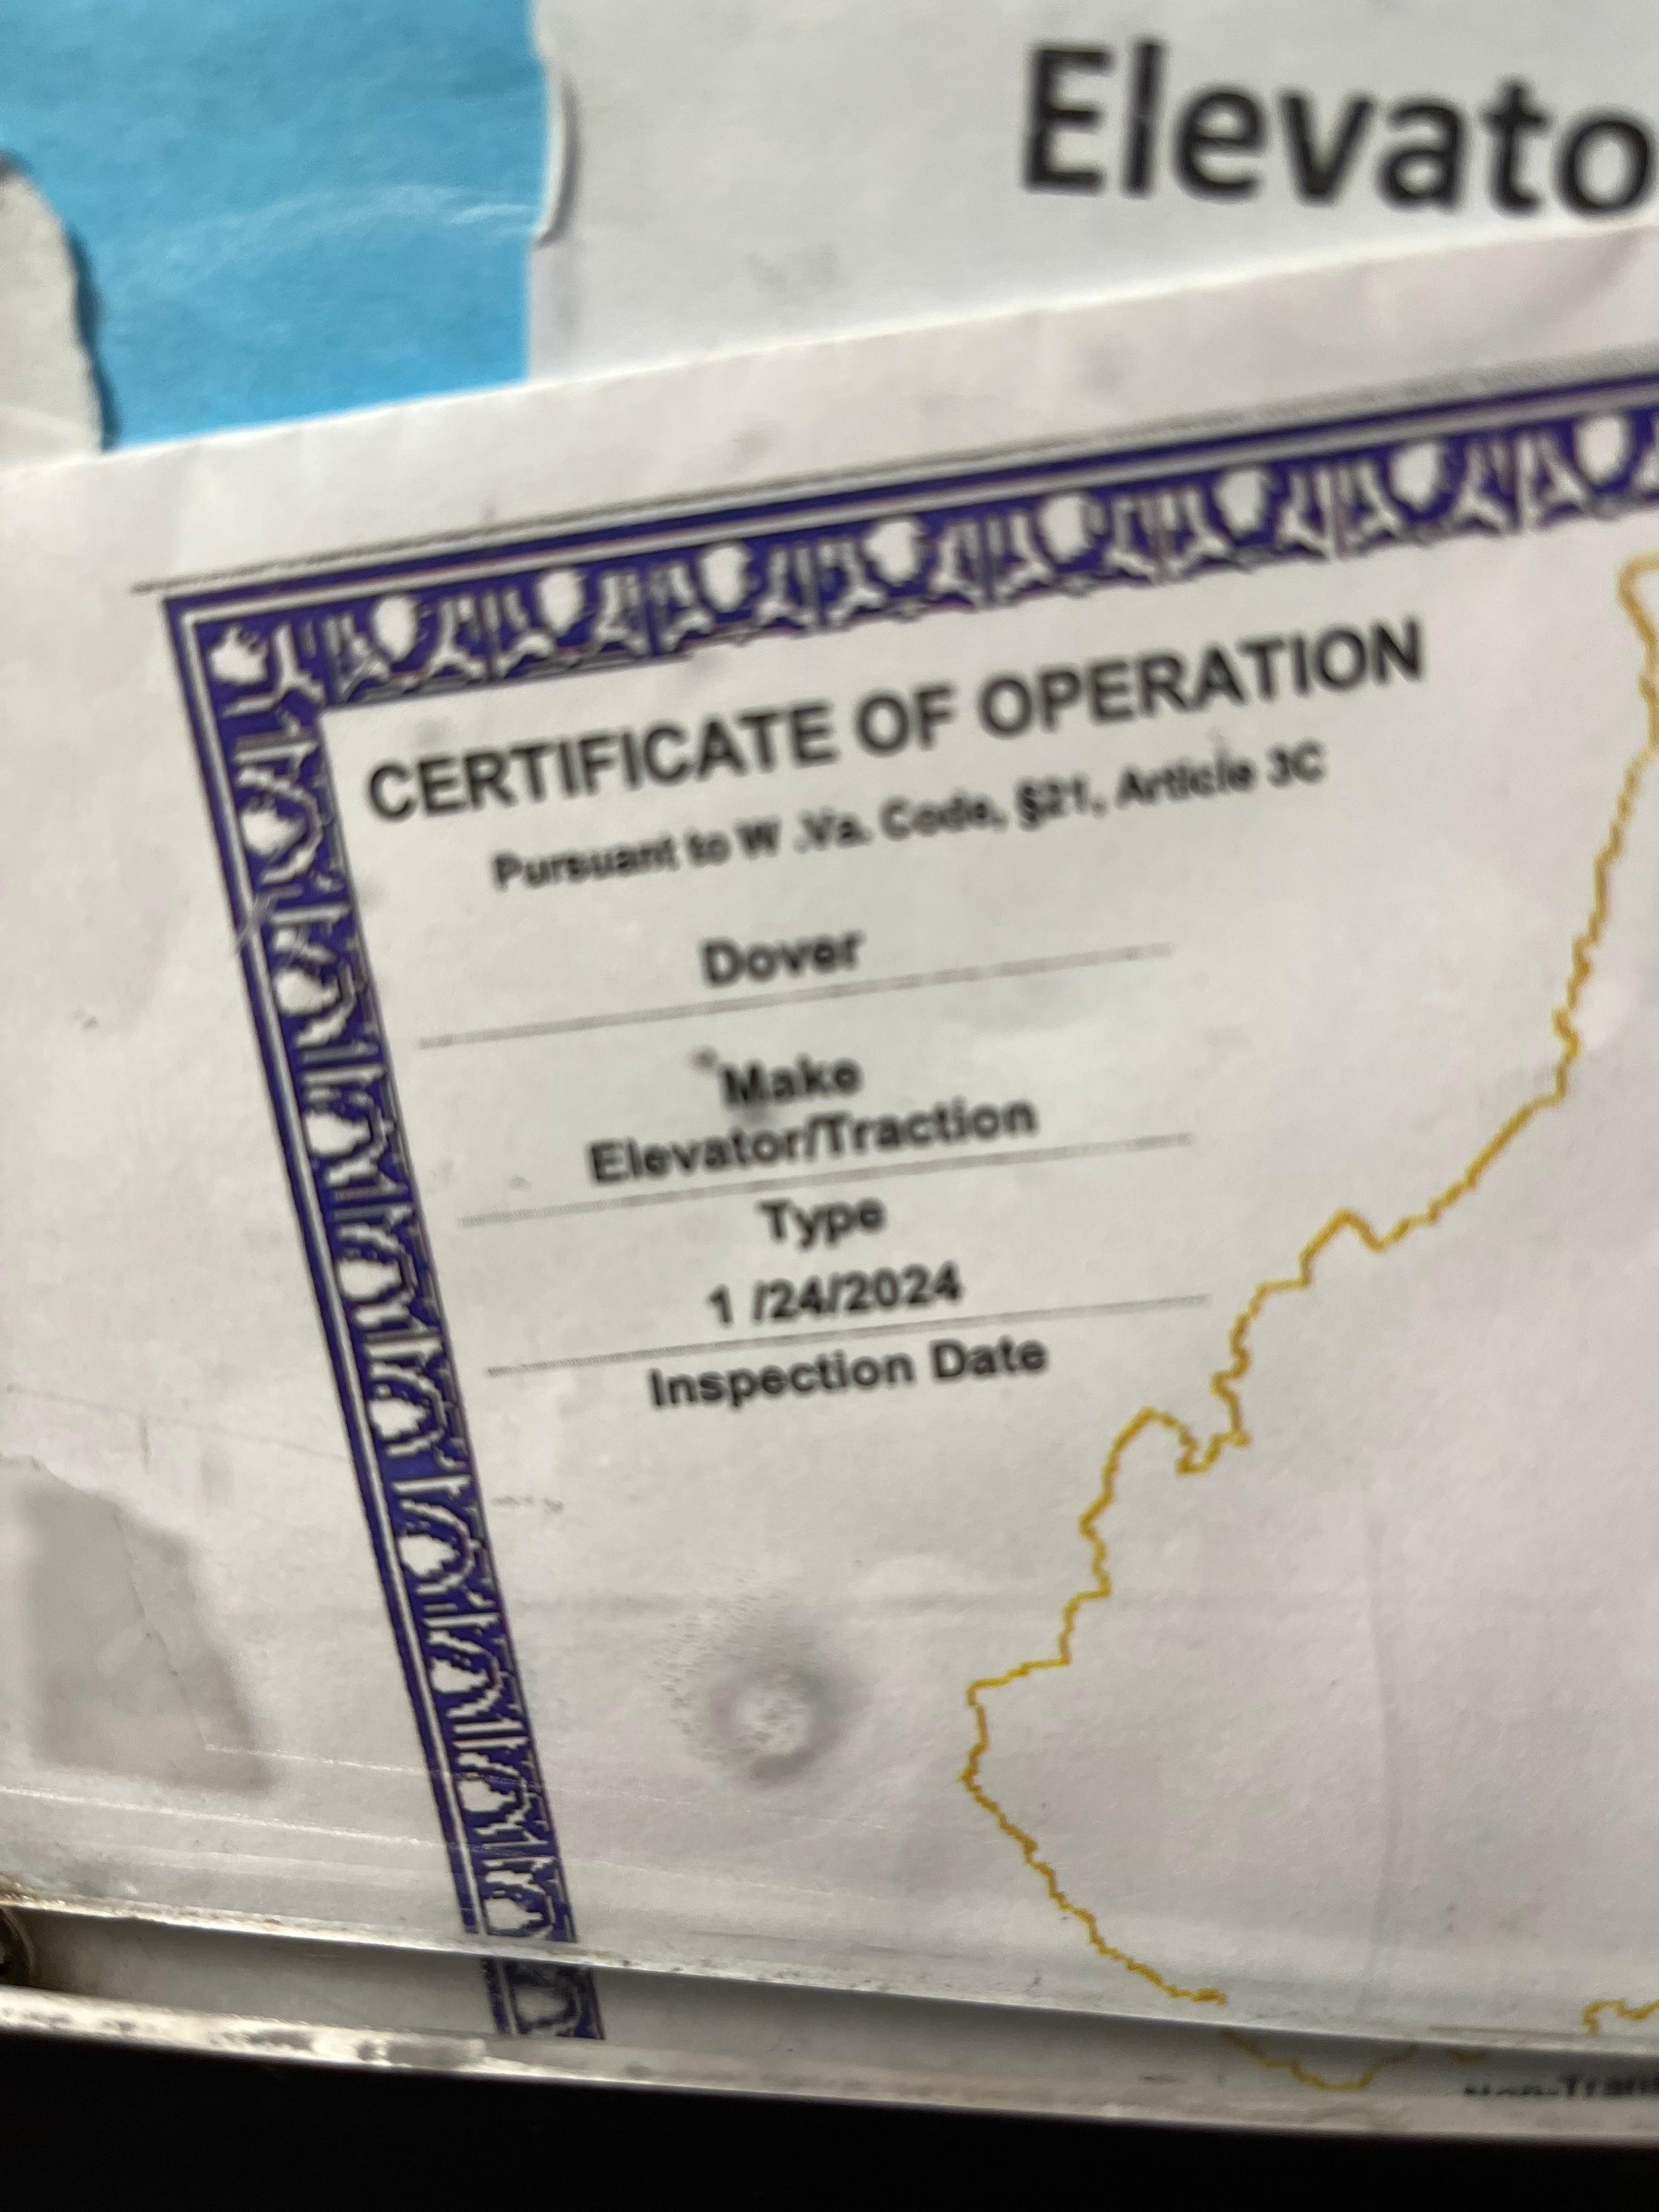 Elevato
CERTIFICATE OF OPERATION
Pursuant to W .Va. Code, §21, Article 3C
Dover
Make
Elevator/Traction
Type
1 /24/2024
Inspection Date